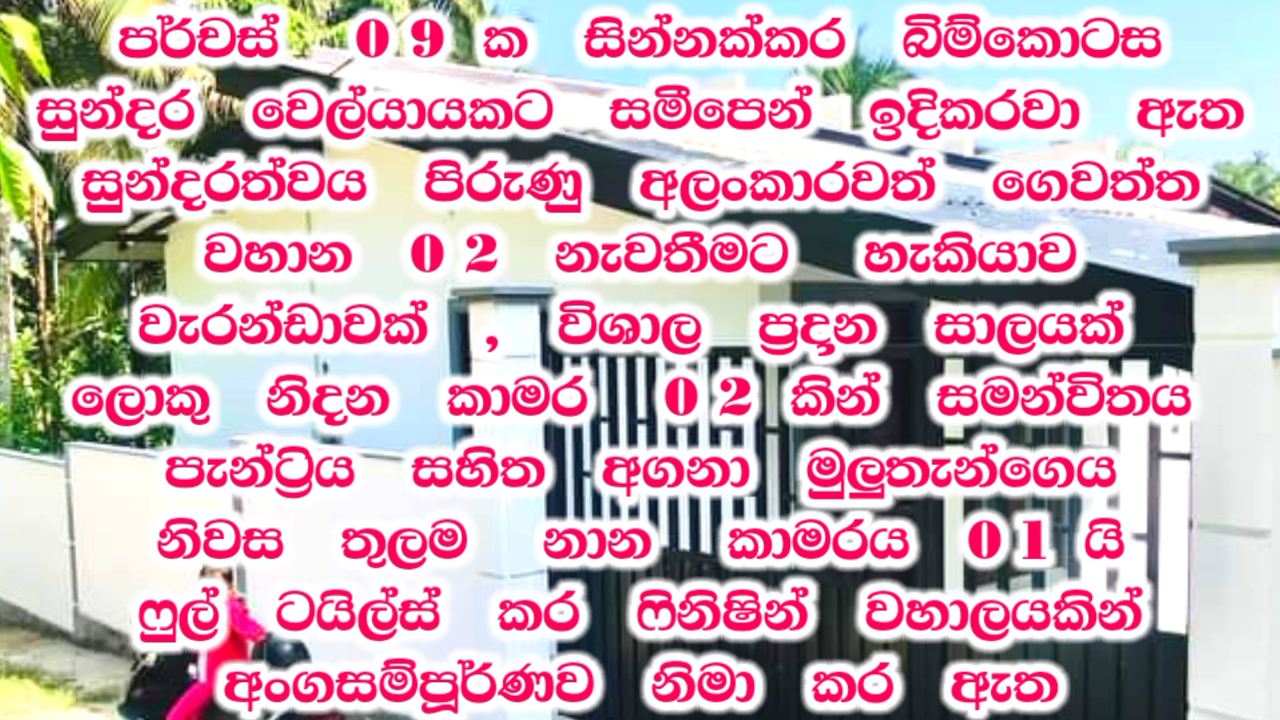 පර්චස් 09 ක සින්නක්කර බිම්කොටස
සුන්දර වෙල්යායකට සමීපෙන් ඉදිකරවා ඇත
සුන්දරත්වය පිරුණු අලංකාරවත් ගෙවත්ත
වහාන 02 නැවතීමට හැකියාව
වැරන්ඩාවක් , විශාල ප්‍රදාන සාලයක්
ලොකු නිදන කාමර 02 කින් සමන්විතය
පැන්ට්‍රිය සහිත අගනා මුලුතැන්ගෙය
නිවස තුලම නාන කාමරය 01 යි
ෆුල් ටයිල්ස් කර ෆිනිෂින් වහාලයකින්
අංගසම්පූර්ණව නිමා කර ඇත